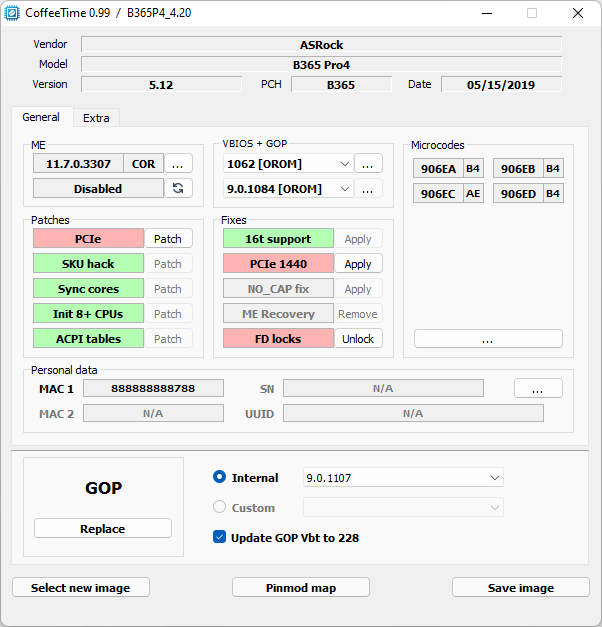 CoffeeTime 0.99 / B365P4_4.20
Vendor ASRock
Model B365 Pro4
Version 5.12 PCH B365 Date 05/15/2019
General Extra
ME
11.7.0.3307 COR ...
Disabled
VBIOS + GOP
1062 [OROM] ...
9.0.1084 [OROM] ...
Microcodes
906EA B4 906EB B4
906EC AE 906ED B4
...
Patches
PCIe Patch
SKU hack Patch
Sync cores Patch
Init 8+ CPUs Patch
ACPI tables Patch
Fixes
16t support Apply
PCIe 1440 Apply
NO_CAP fix Apply
ME Recovery Remove
FD locks Unlock
Personal data
MAC 1 888888888788 SN N/A ...
MAC 2 N/A UUID N/A
GOP
Replace
Internal 9.0.1107
Custom
Update GOP Vbt to 228
Select new image Pinmod map Save image